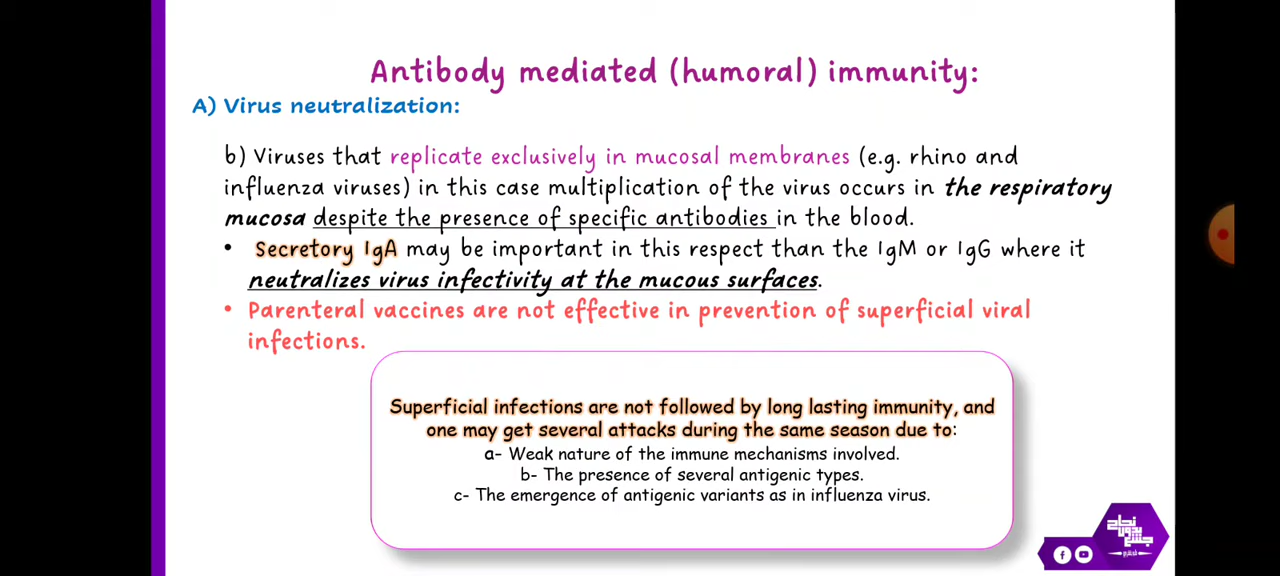 Antibody mediated (humoral) immunity:
A) Virus neutralization:
b) Viruses that replicate exclusively in mucosal membranes (e.g. rhino and
influenza viruses) in this case multiplication of the virus occurs in the respiratory
mucosa despite the presence of specific antibodies in the blood.
• Secretory IgA may be important in this respect than the IgM or IgG where it
neutralizes virus infectivity at the mucous surfaces.
• Parenteral vaccines are not effective in prevention of superficial viral
infections.
Superficial infections are not followed by long lasting immunity, and
one may get several attacks during the same season due to:
a- Weak nature of the immune mechanisms involved.
b- The presence of several antigenic types.
c- The emergence of antigenic variants as in influenza virus.